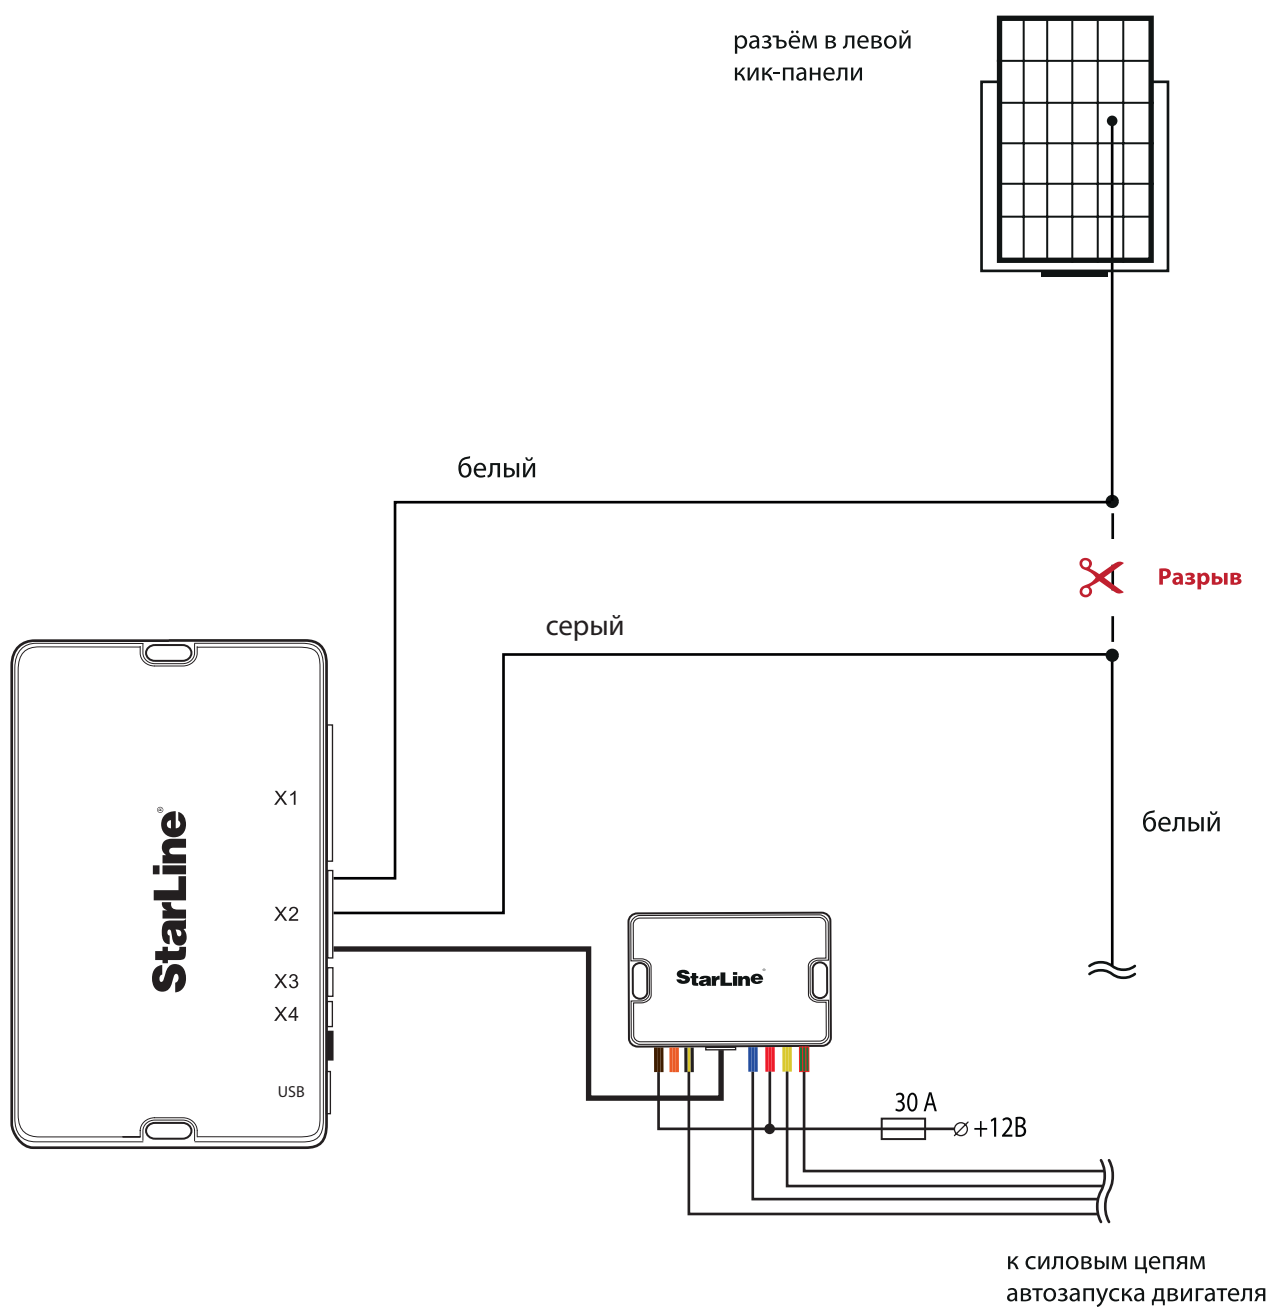 разъём в левой
кик-панели
белый
Разрыв
серый
X1
StarLine®
белый
X2
StarLine®
X3
X4
USB
30 А
+12В
к силовым цепям
автозапуска двигателя